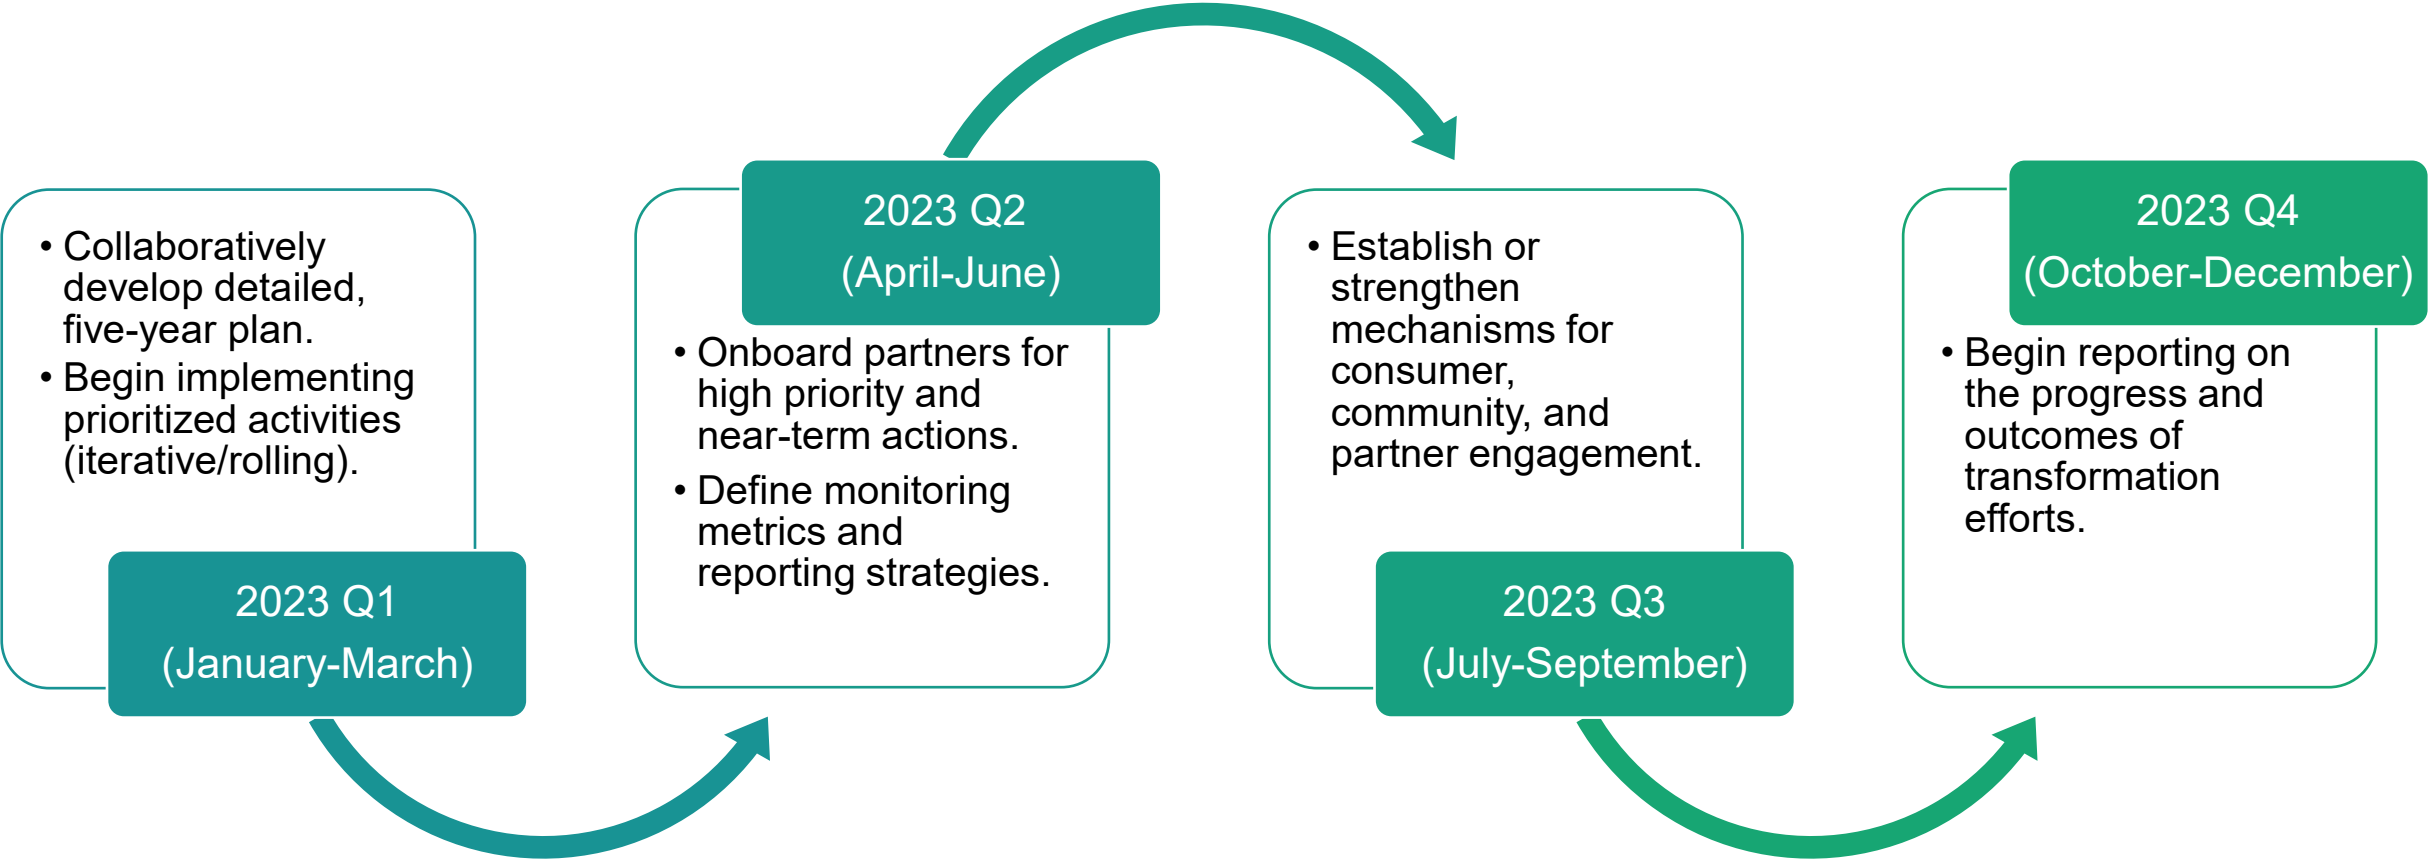 • Collaboratively
develop detailed,
five-year plan.
• Begin implementing
prioritized activities
(iterative/rolling).
2023 Q1
(January-March)
2023 Q2
(April-June)
• Onboard partners for
high priority and
near-term actions.
• Define monitoring
metrics and
reporting strategies.
• Establish or
strengthen
mechanisms for
consumer,
community, and
partner engagement.
2023 Q3
(July-September)
2023 Q4
(October-December)
• Begin reporting on
the progress and
outcomes of
transformation
efforts.